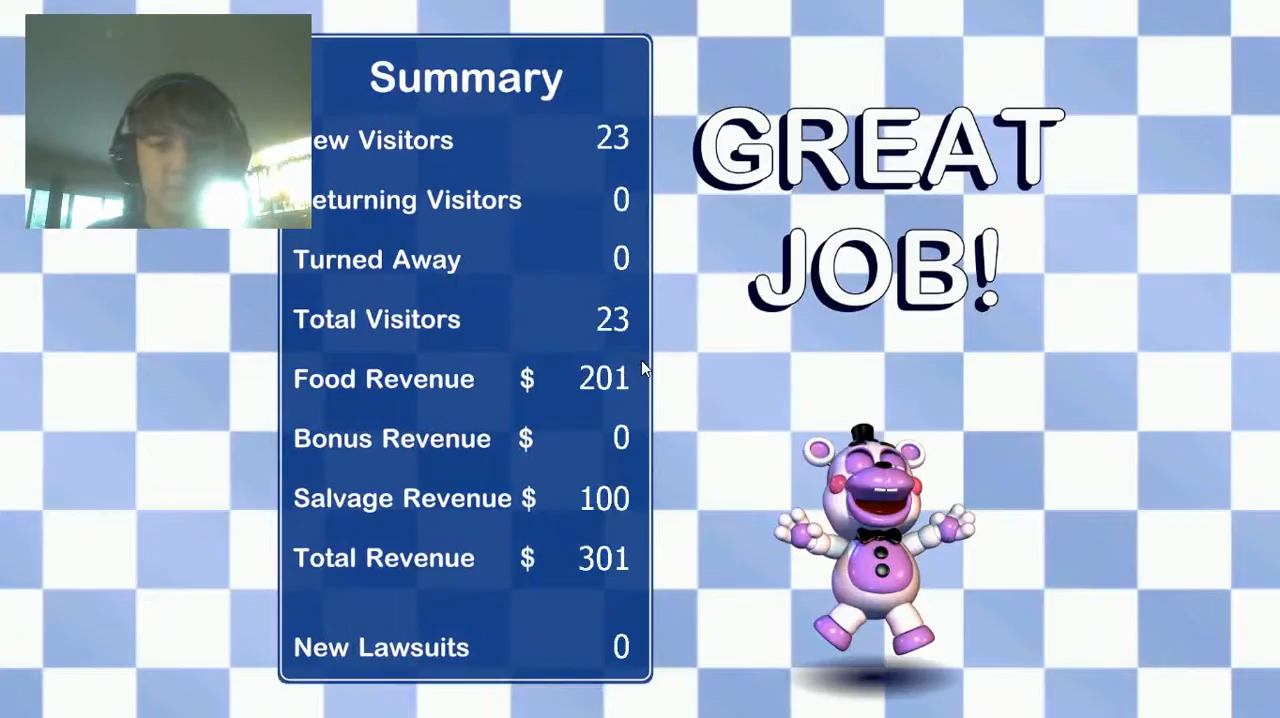 Summary
ew Visitors 23
eturning Visitors 0
Turned Away 0
Total Visitors 23
Food Revenue $ 201
Bonus Revenue $ 0
Salvage Revenue $ 100
Total Revenue $ 301
New Lawsuits 0
GREAT
JOB!